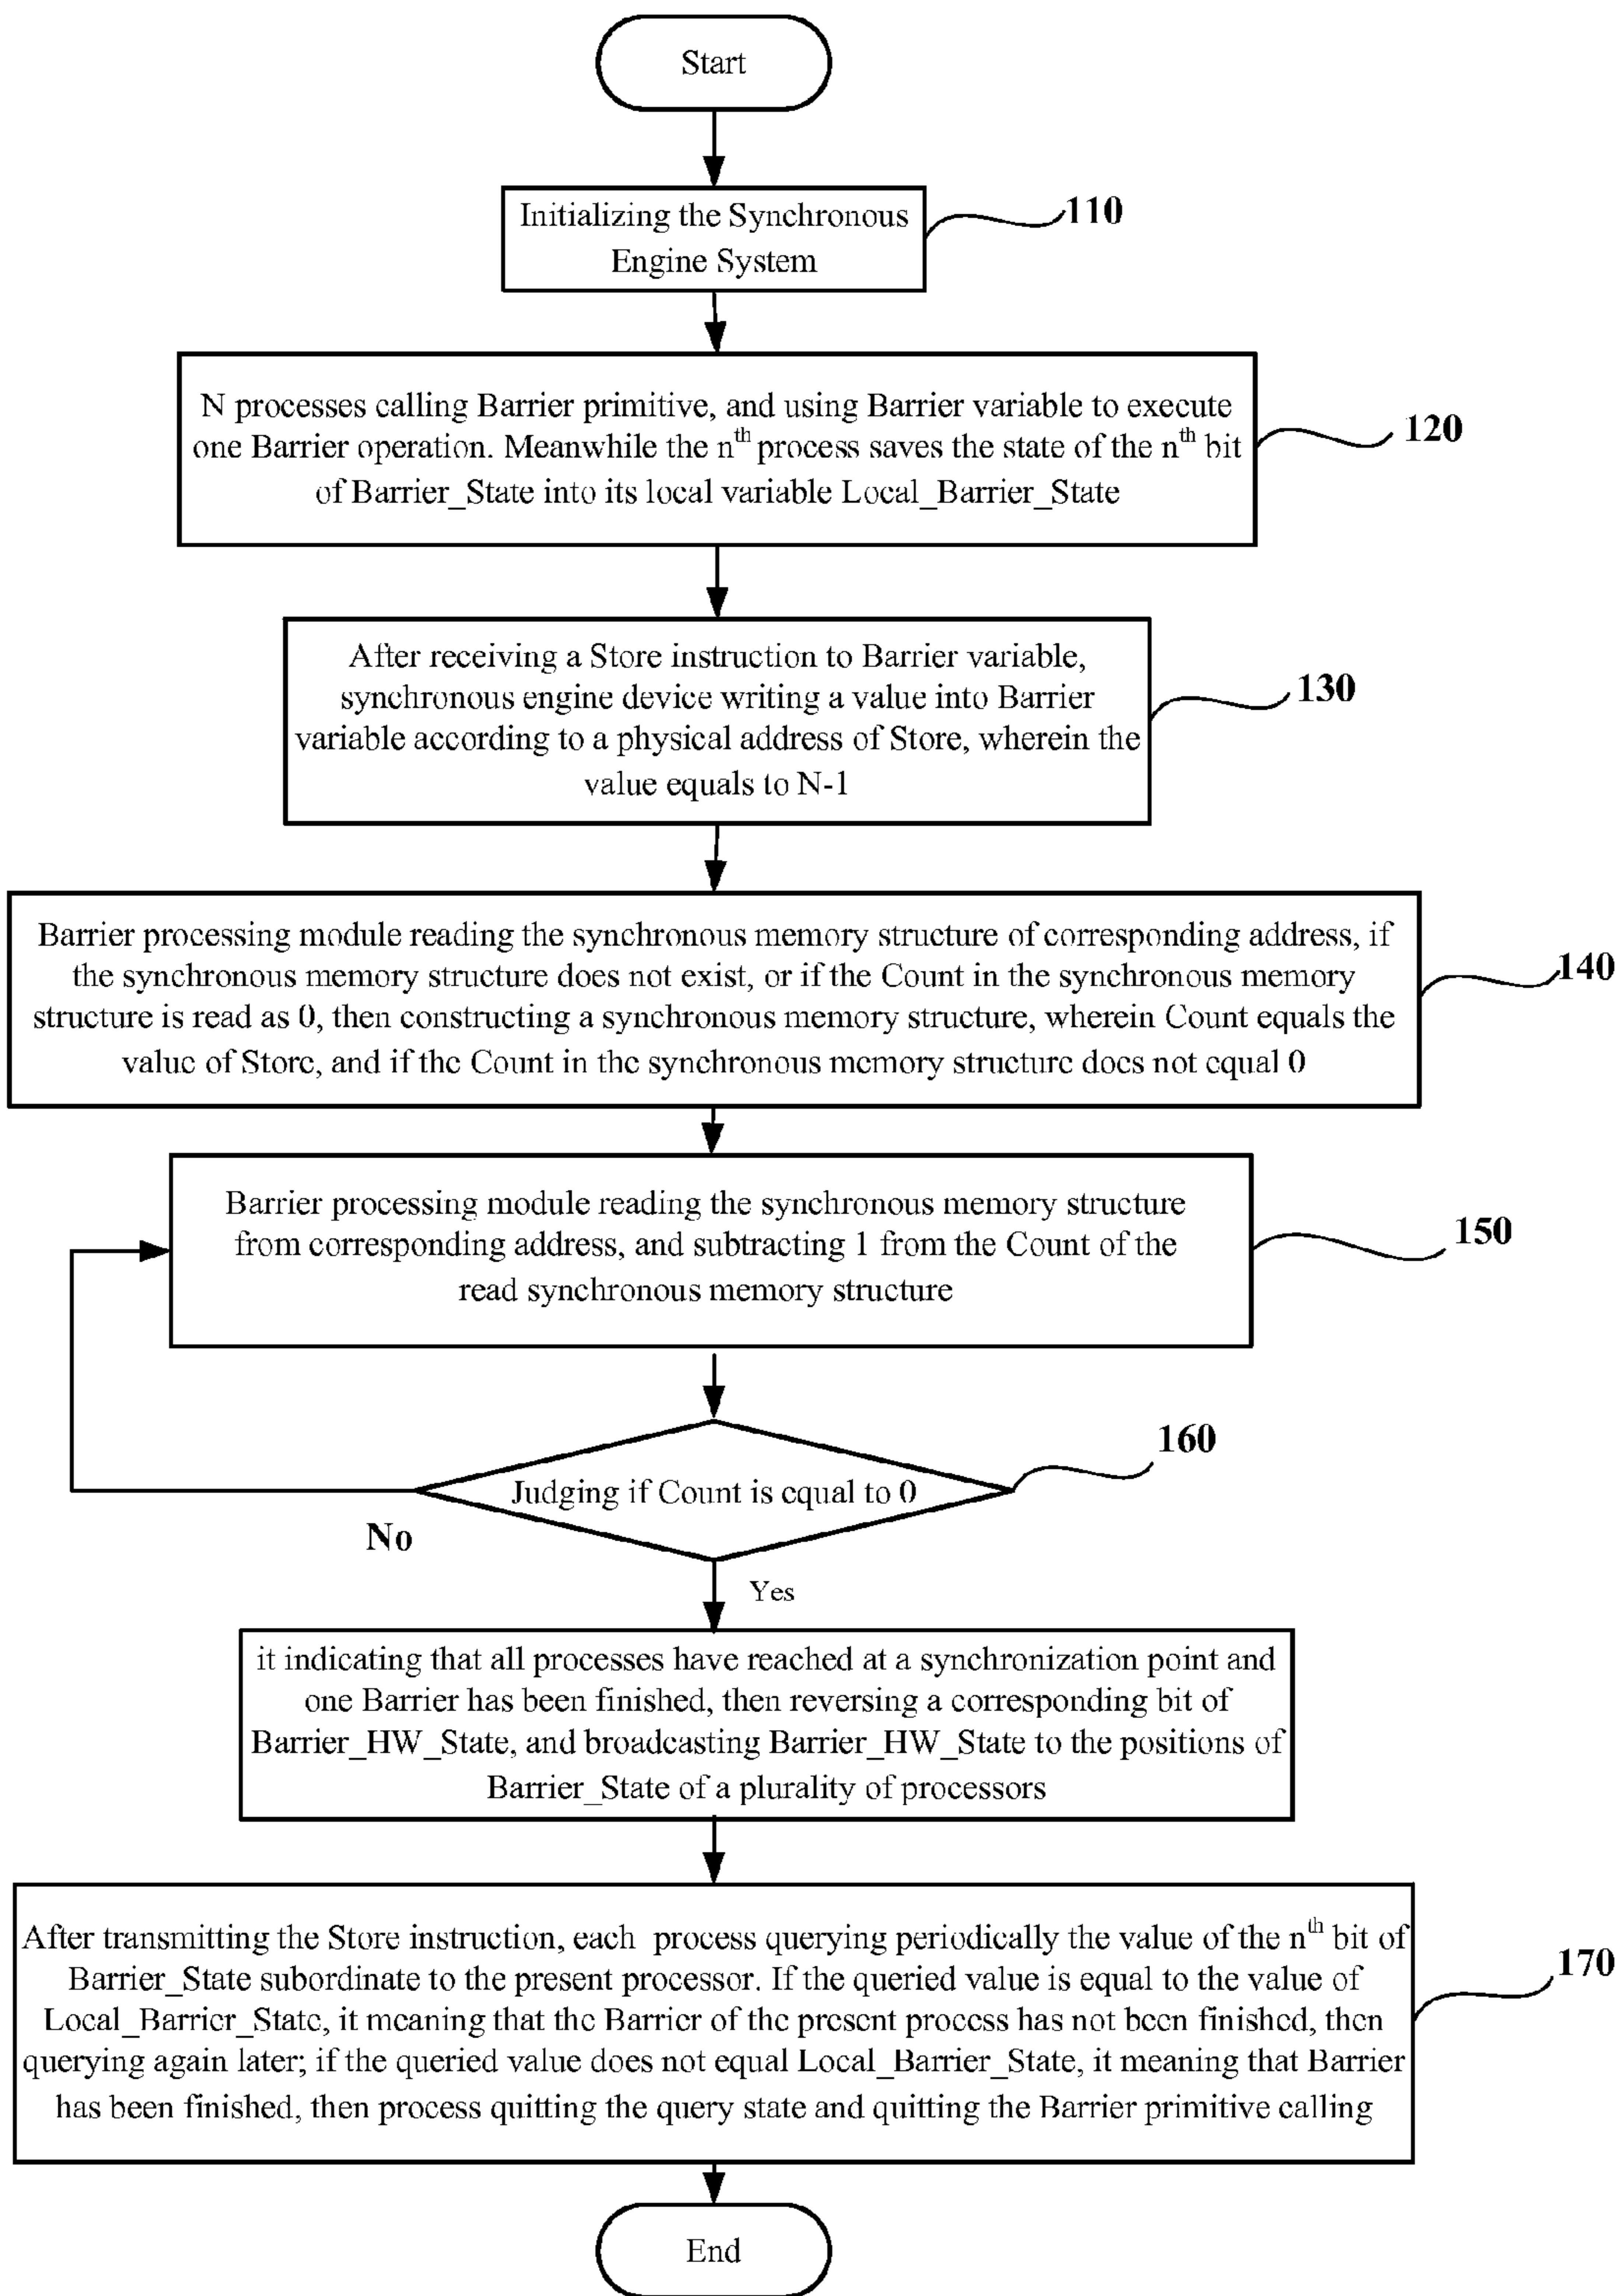 Start
Initializing the Synchronous
Engine System
110
N processes calling Barrier primitive, and using Barrier variable to execute
one Barrier operation. Meanwhile the nth process saves the state of the nth bit
of Barrier_State into its local variable Local_Barrier_State
120
After receiving a Store instruction to Barrier variable,
synchronous engine device writing a value into Barrier
variable according to a physical address of Store, wherein the
value equals to N-1
130
Barrier processing module reading the synchronous memory structure of corresponding address, if
the synchronous memory structure does not exist, or if the Count in the synchronous memory
structure is read as 0, then constructing a synchronous memory structure, wherein Count equals the
value of Store, and if the Count in the synchronous memory structure does not equal 0
140
Barrier processing module reading the synchronous memory structure
from corresponding address, and subtracting 1 from the Count of the
read synchronous memory structure
150
Judging if Count is equal to 0
160
No
Yes
it indicating that all processes have reached at a synchronization point and
one Barrier has been finished, then reversing a corresponding bit of
Barrier_HW_State, and broadcasting Barrier_HW_State to the positions of
Barrier_State of a plurality of processors
After transmitting the Store instruction, each process querying periodically the value of the nth bit of
Barrier_State subordinate to the present processor. If the queried value is equal to the value of
Local_Barrier_State, it meaning that the Barrier of the present process has not been finished, then
querying again later; if the queried value does not equal Local_Barrier_State, it meaning that Barrier
has been finished, then process quitting the query state and quitting the Barrier primitive calling
170
End